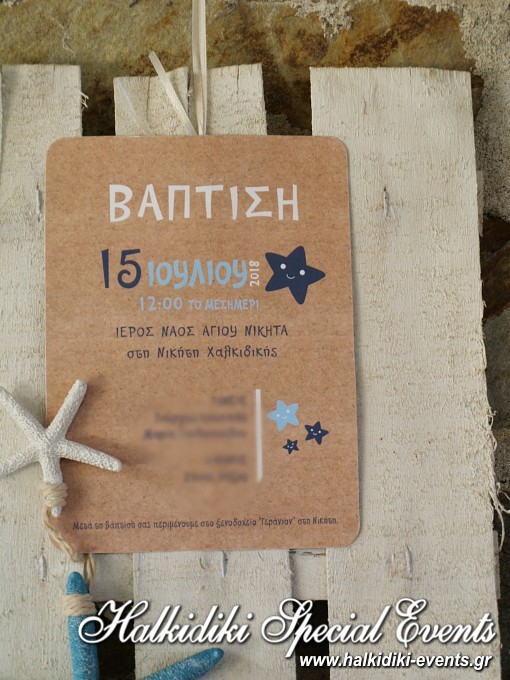 ΒΑΠΤΙΣΗ
15 ΙΟΥΛΙΟΥ 2018
12:00 ΤΟ ΜΕΣΗΜΕΡΙ
ΙΕΡΟΣ ΝΑΟΣ ΑΓΙΟΥ ΝΙΚΗΤΑ
στη Νικήτη Χαλκιδικής
Μετά τη βάπτιση σας περιμένουμε στο ξενοδοχείο "Γεράνιον" στη Νικήτη.
Halkidiki Special Events
www.halkidiki-events.gr